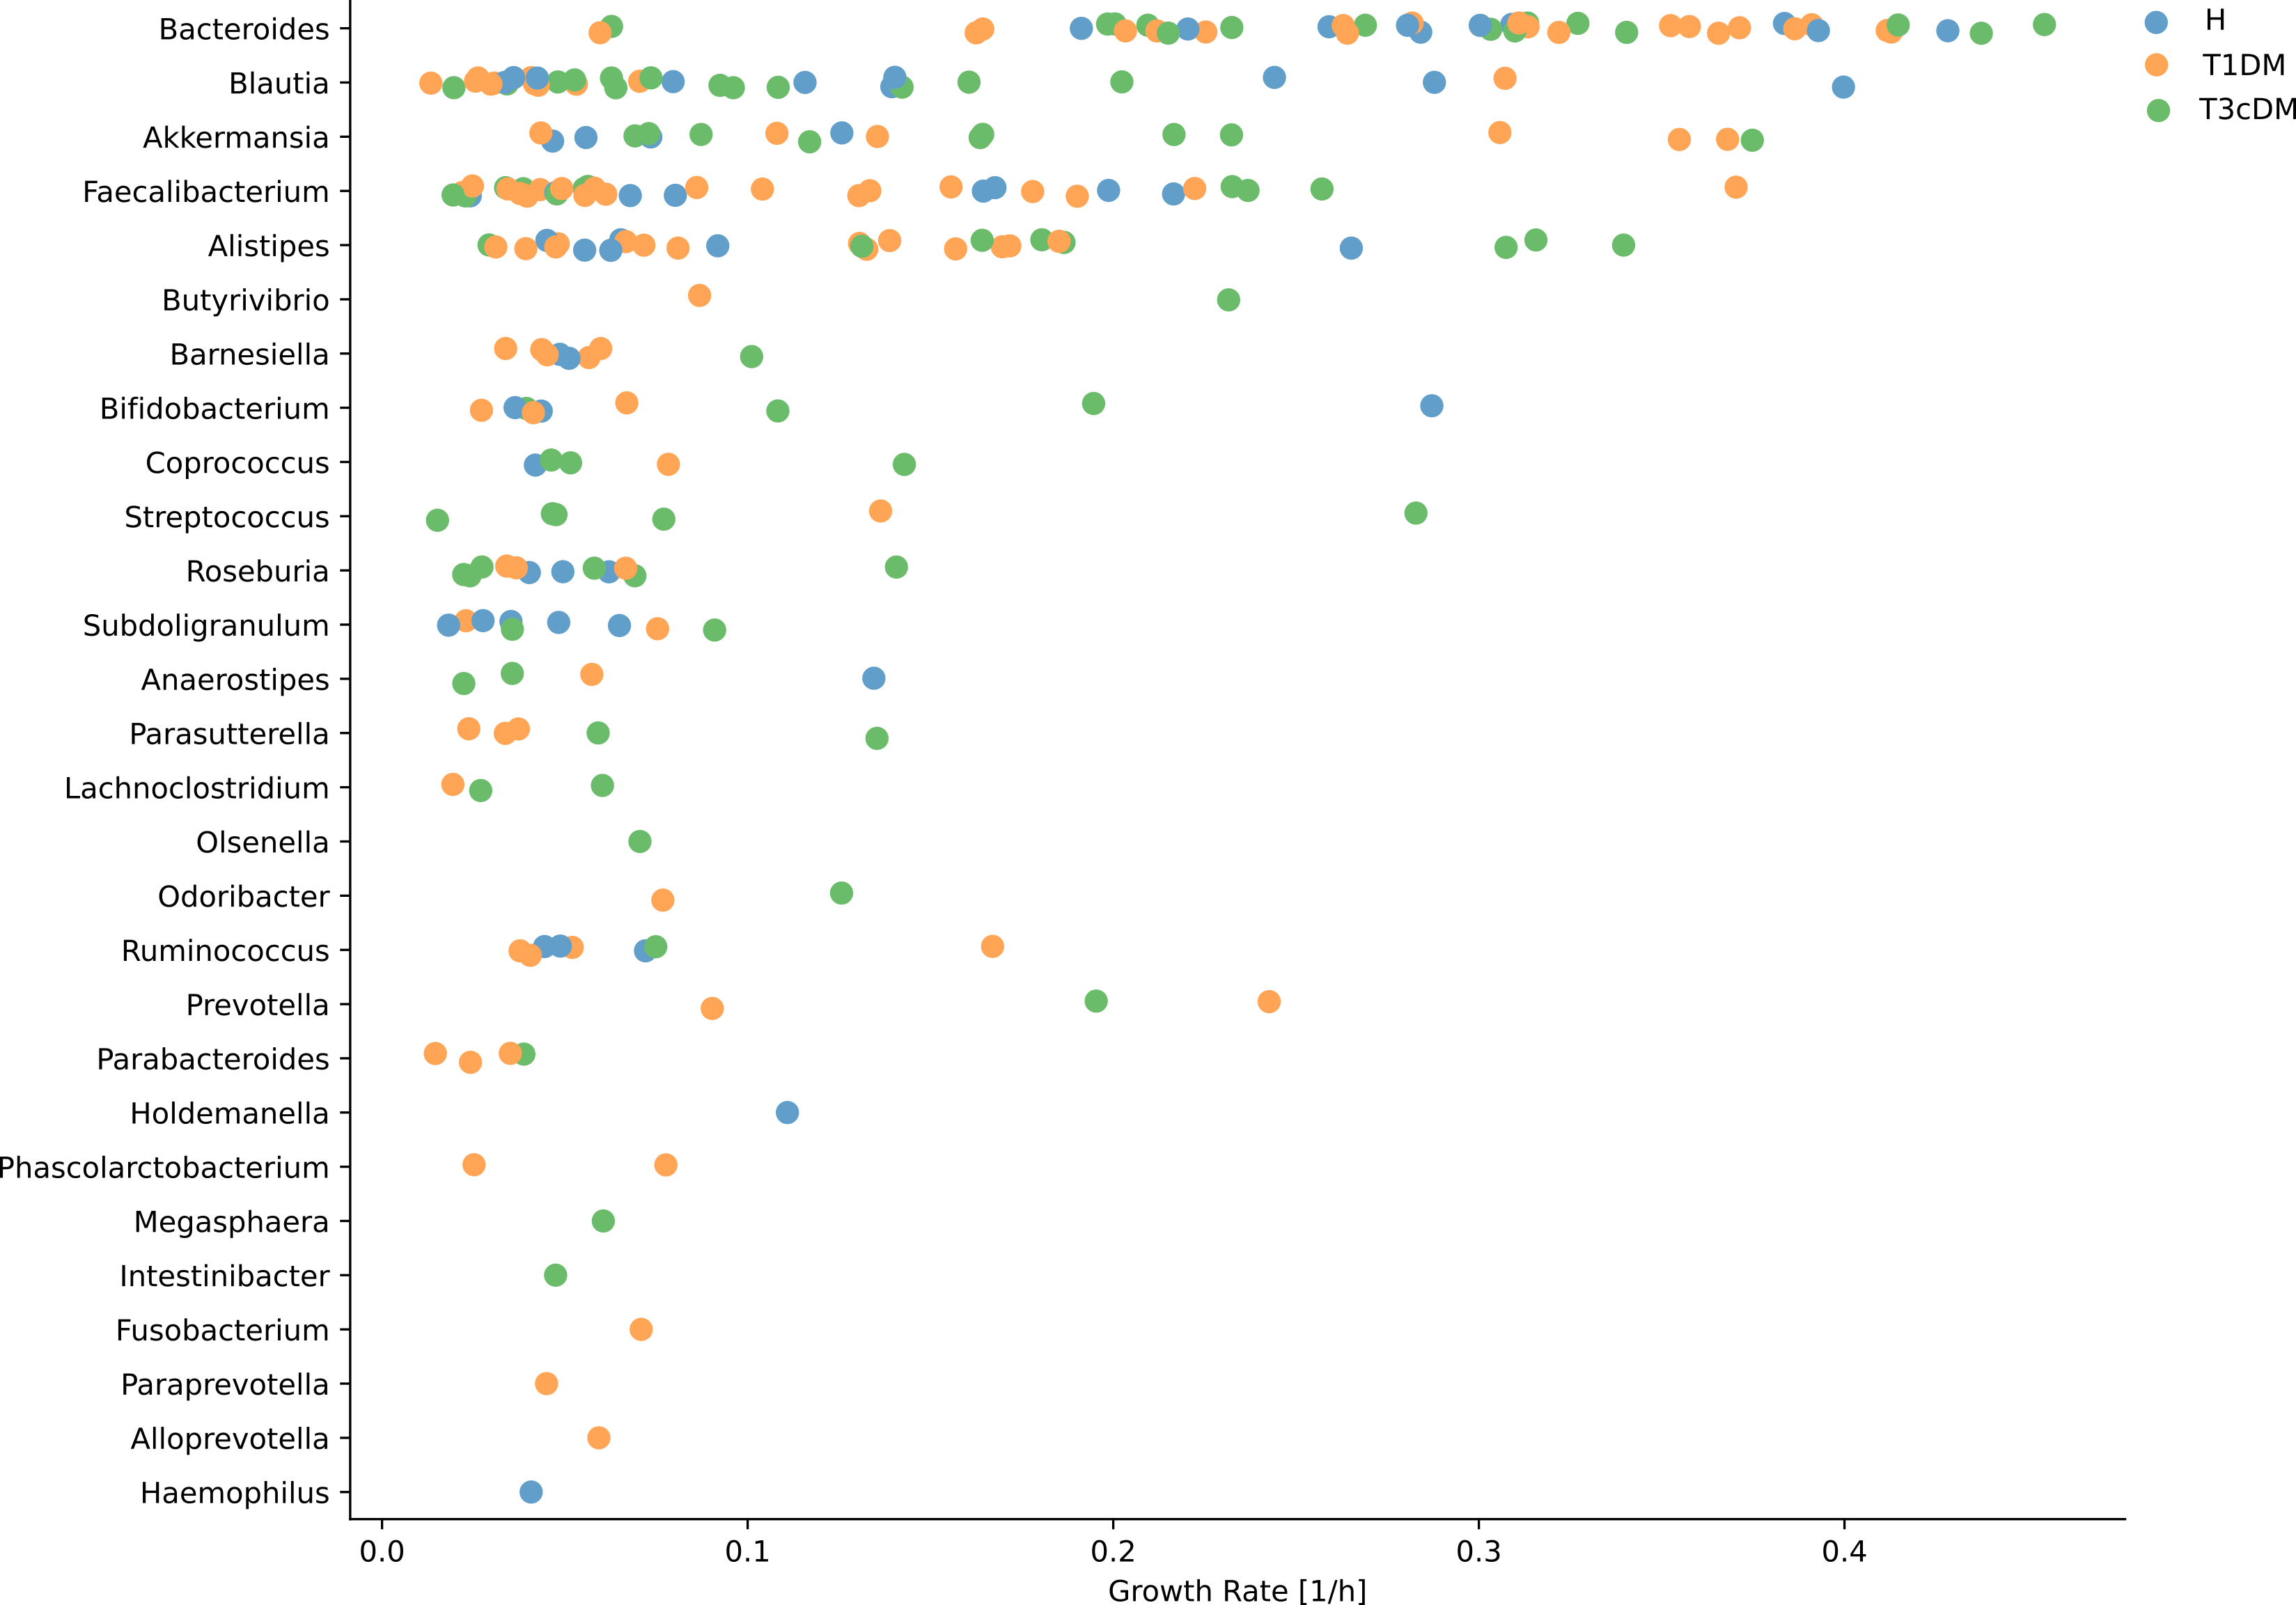 Bacteroides
Blautia
Akkermansia
Faecalibacterium
Alistipes
Butyrivibrio
Barnesiella
Bifidobacterium
Coprococcus
Streptococcus
Roseburia
Subdoligranulum
Anaerostipes
Parasutterella
Lachnoclostridium
Olsenella
Odoribacter
Ruminococcus
Prevotella
Parabacteroides
Holdemanella
Phascolarctobacterium
Megasphaera
Intestinibacter
Fusobacterium
Paraprevotella
Alloprevotella
Haemophilus
0.0 0.1 0.2 0.3 0.4
Growth Rate [1/h]
H
T1DM
T3cDM